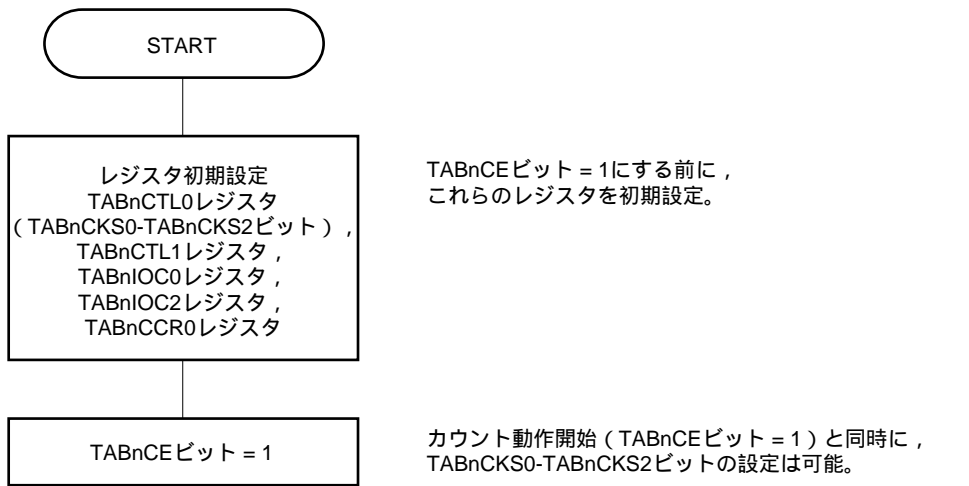 START
レジスタ初期設定
TABnCTL0レジスタ
（TABnCKS0-TABnCKS2ビット），
TABnCTL1レジスタ，
TABnIOC0レジスタ，
TABnIOC2レジスタ，
TABnCCR0レジスタ
TABnCEビット = 1にする前に，
これらのレジスタを初期設定。
TABnCEビット = 1
カウント動作開始（TABnCEビット = 1）と同時に，
TABnCKS0-TABnCKS2ビットの設定は可能。